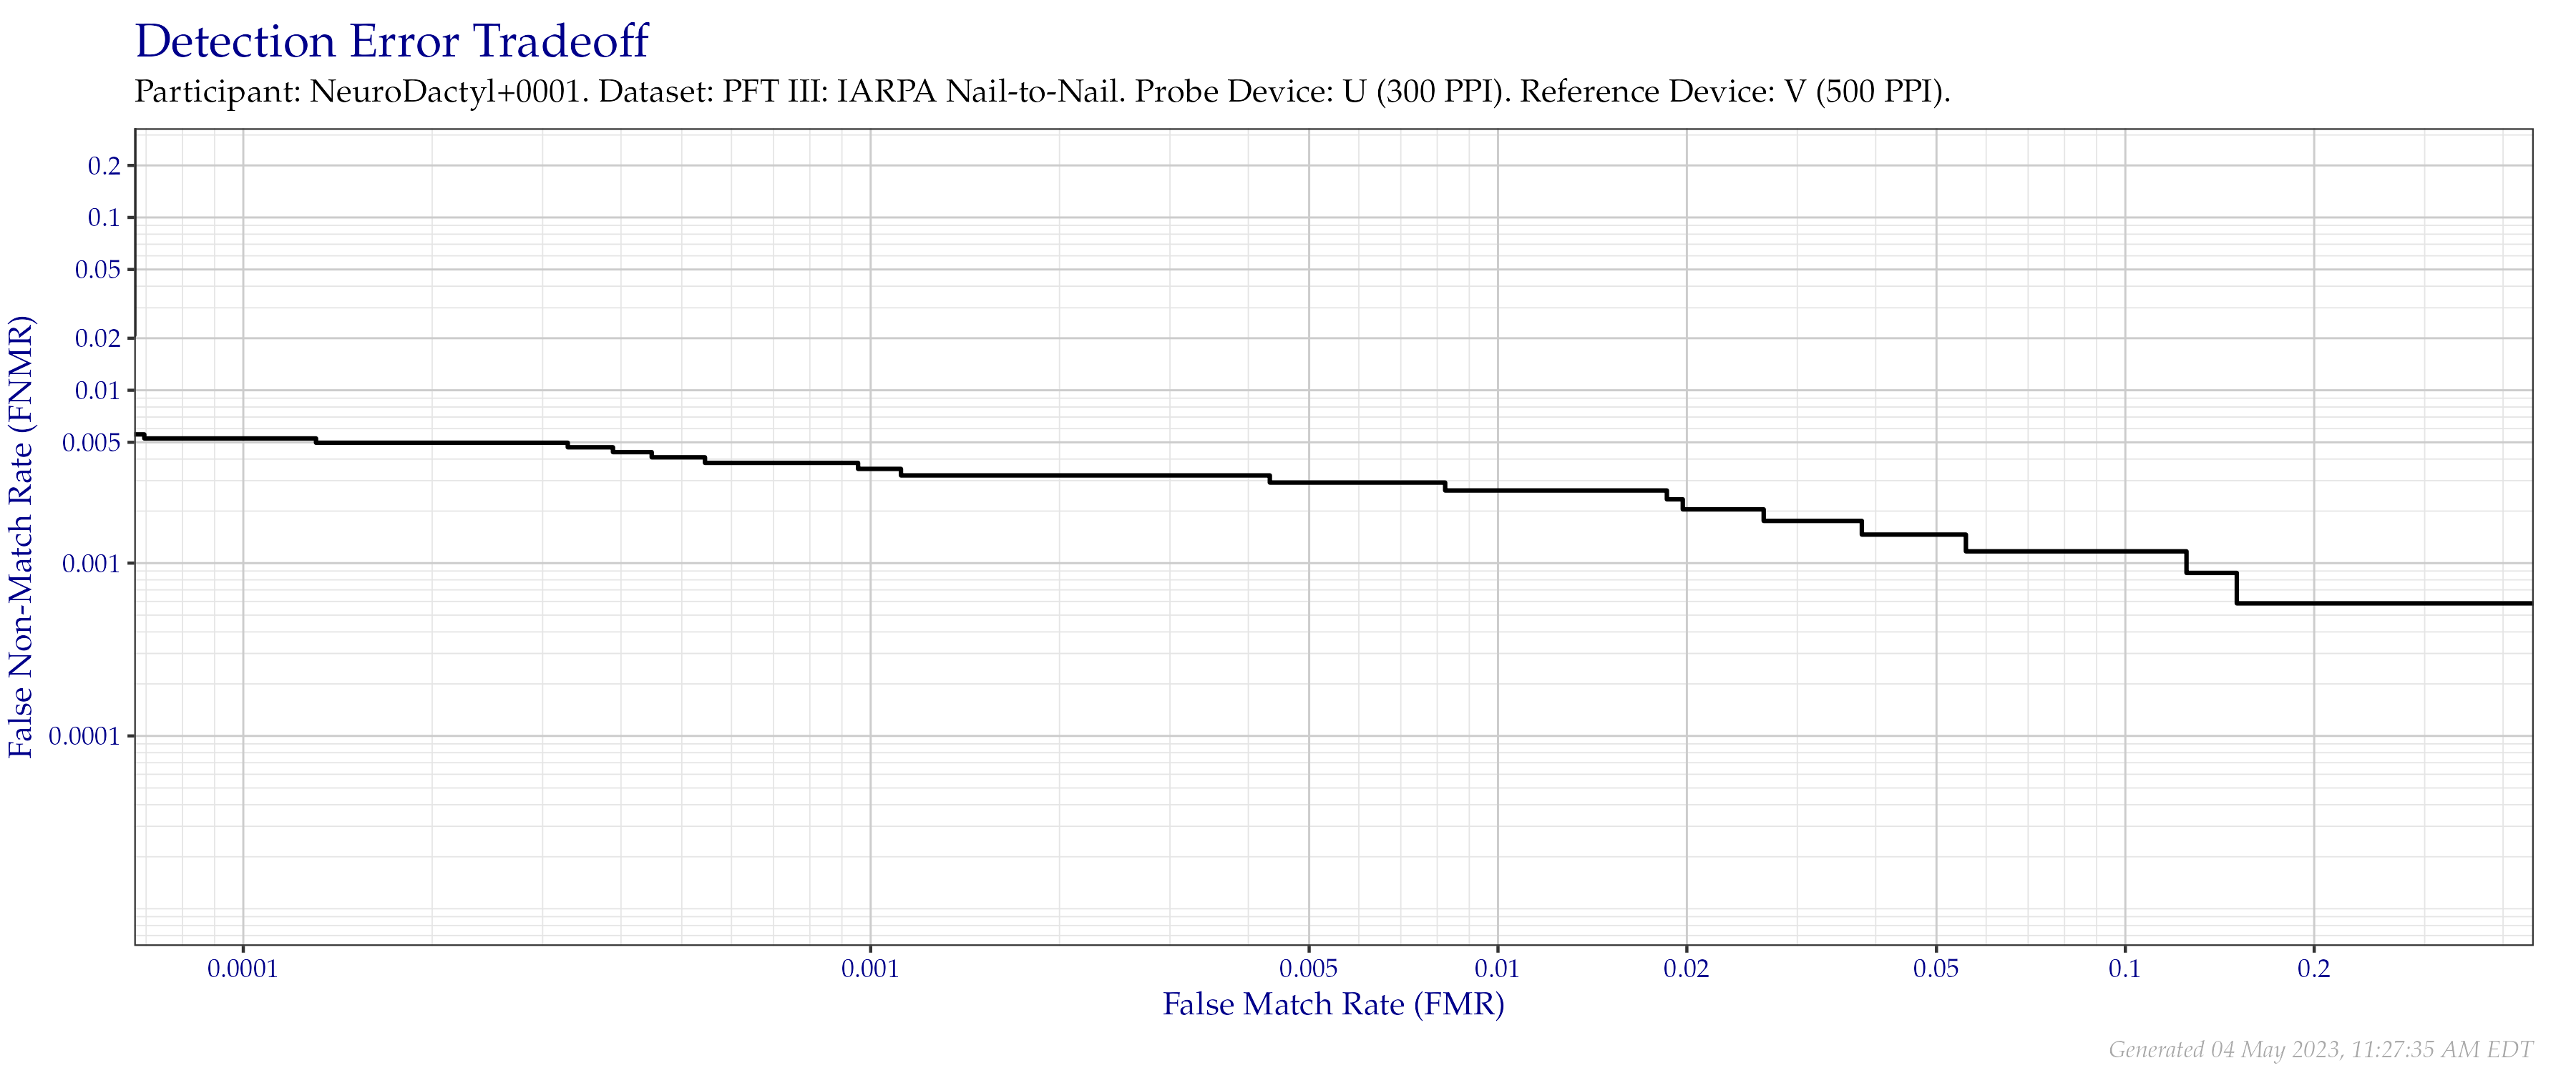 Detection Error Tradeoff
Participant: NeuroDactyl+0001. Dataset: PFT III: IARPA Nail-to-Nail. Probe Device: U (300 PPI). Reference Device: V (500 PPI).
False Non-Match Rate (FNMR)
0.2
0.1
0.05
0.02
0.01
0.005
0.001
0.0001
0.0001 0.001 0.005 0.01 0.02 0.05 0.1 0.2
False Match Rate (FMR)
Generated 04 May 2023, 11:27:35 AM EDT